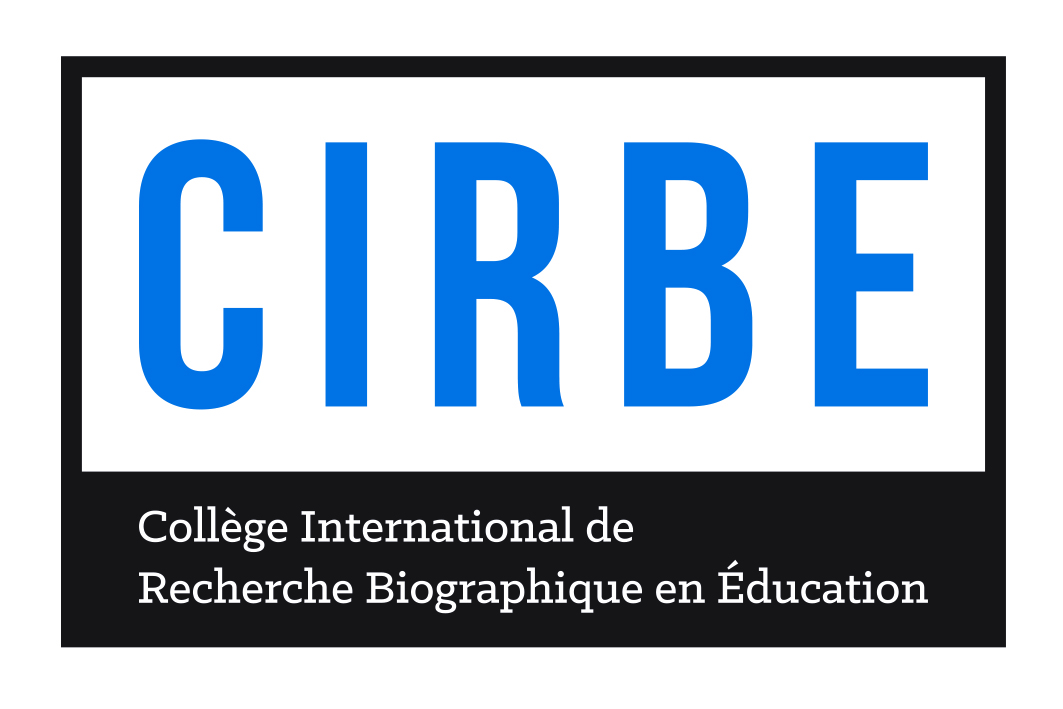 CIRBE
Collège International de
Recherche Biographique en Éducation